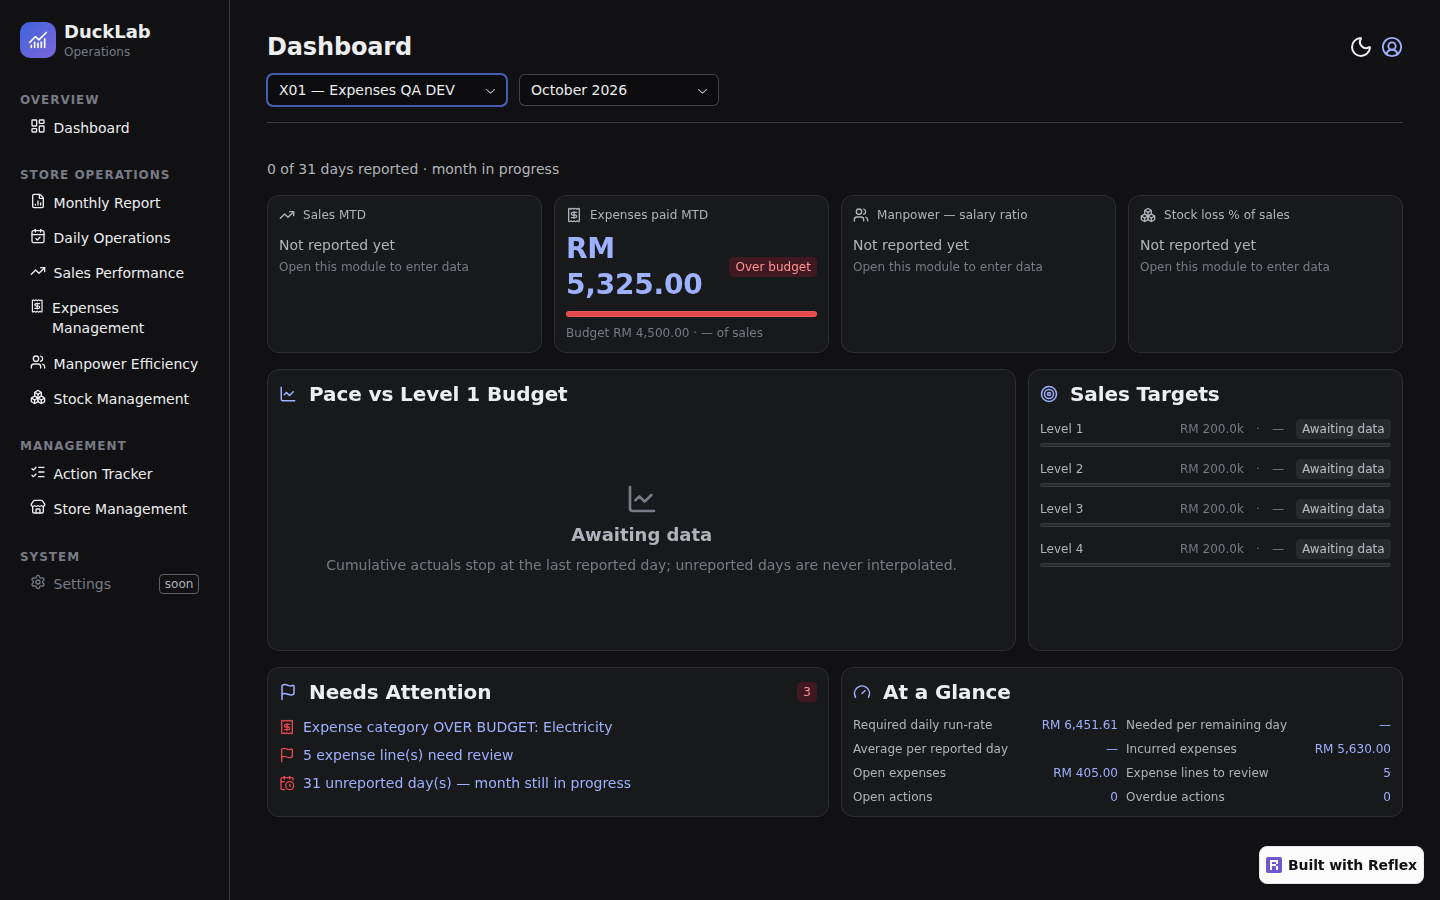 DuckLab
Operations
OVERVIEW
Dashboard
STORE OPERATIONS
Monthly Report
Daily Operations
Sales Performance
Expenses
Management
Manpower Efficiency
Stock Management
MANAGEMENT
Action Tracker
Store Management
SYSTEM
Settings soon
Dashboard
X01 — Expenses QA DEV
October 2026
0 of 31 days reported · month in progress
Sales MTD
Not reported yet
Open this module to enter data
Expenses paid MTD
RM
5,325.00
Over budget
Budget RM 4,500.00 · — of sales
Manpower — salary ratio
Not reported yet
Open this module to enter data
Stock loss % of sales
Not reported yet
Open this module to enter data
Pace vs Level 1 Budget
Awaiting data
Cumulative actuals stop at the last reported day; unreported days are never interpolated.
Sales Targets
Level 1 RM 200.0k · — Awaiting data
Level 2 RM 200.0k · — Awaiting data
Level 3 RM 200.0k · — Awaiting data
Level 4 RM 200.0k · — Awaiting data
Needs Attention 3
Expense category OVER BUDGET: Electricity
5 expense line(s) need review
31 unreported day(s) — month still in progress
At a Glance
Required daily run-rate RM 6,451.61 Needed per remaining day —
Average per reported day — Incurred expenses RM 5,630.00
Open expenses RM 405.00 Expense lines to review 5
Open actions 0 Overdue actions 0
Built with Reflex